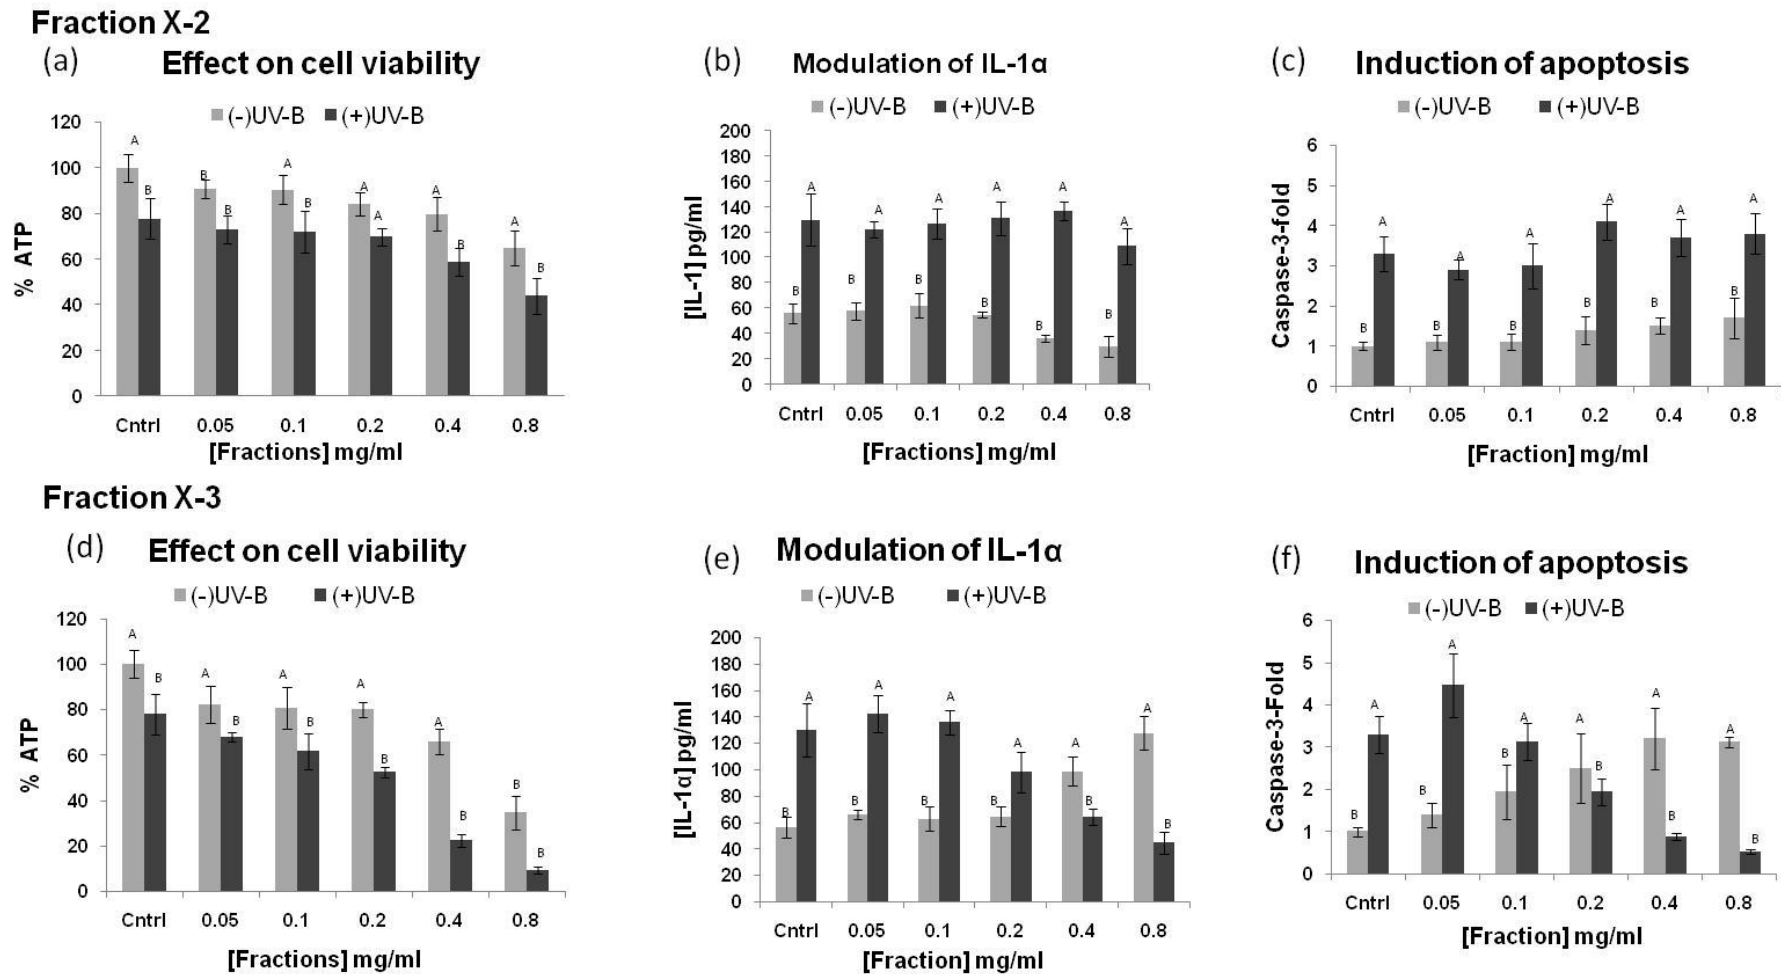 Fraction X-2
(a) Effect on cell viability
(-)UV-B (+)UV-B
120
100
80
60
40
20
0
% ATP
A B B B A B A A A B A B
Cntrl 0.05 0.1 0.2 0.4 0.8
[Fractions] mg/ml
(b) Modulation of IL-1α
(-)UV-B (+)UV-B
200
180
160
140
120
100
80
60
40
20
0
[IL-1] pg/ml
B A B A B A B A B A B A
Cntrl 0.05 0.1 0.2 0.4 0.8
[Fractions] mg/ml
(c) Induction of apoptosis
(-)UV-B (+)UV-B
6
5
4
3
2
1
0
Caspase-3-fold
B A B A B A B A B A B A
Cntrl 0.05 0.1 0.2 0.4 0.8
[Fraction] mg/ml
Fraction X-3
(d) Effect on cell viability
(-)UV-B (+)UV-B
120
100
80
60
40
20
0
% ATP
A B A B A B A B A B B B
Cntrl 0.05 0.1 0.2 0.4 0.8
[Fractions] mg/ml
(e) Modulation of IL-1α
(-)UV-B (+)UV-B
200
180
160
140
120
100
80
60
40
20
0
[IL-1α] pg/ml
B A B A B A B A A B A B
Cntrl 0.05 0.1 0.2 0.4 0.8
[Fraction] mg/ml
(f) Induction of apoptosis
(-)UV-B (+)UV-B
6
5
4
3
2
1
0
Caspase-3-Fold
B A B A B A A B A B A B
Cntrl 0.05 0.1 0.2 0.4 0.8
[Fraction] mg/ml